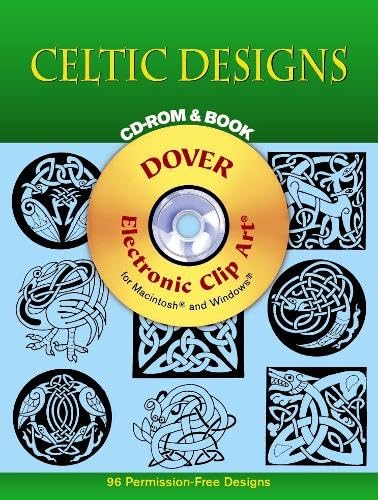 CELTIC DESIGNS
CD-ROM & BOOK
DOVER
Electronic Clip Art®
for Macintosh® and Windows®
96 Permission-Free Designs